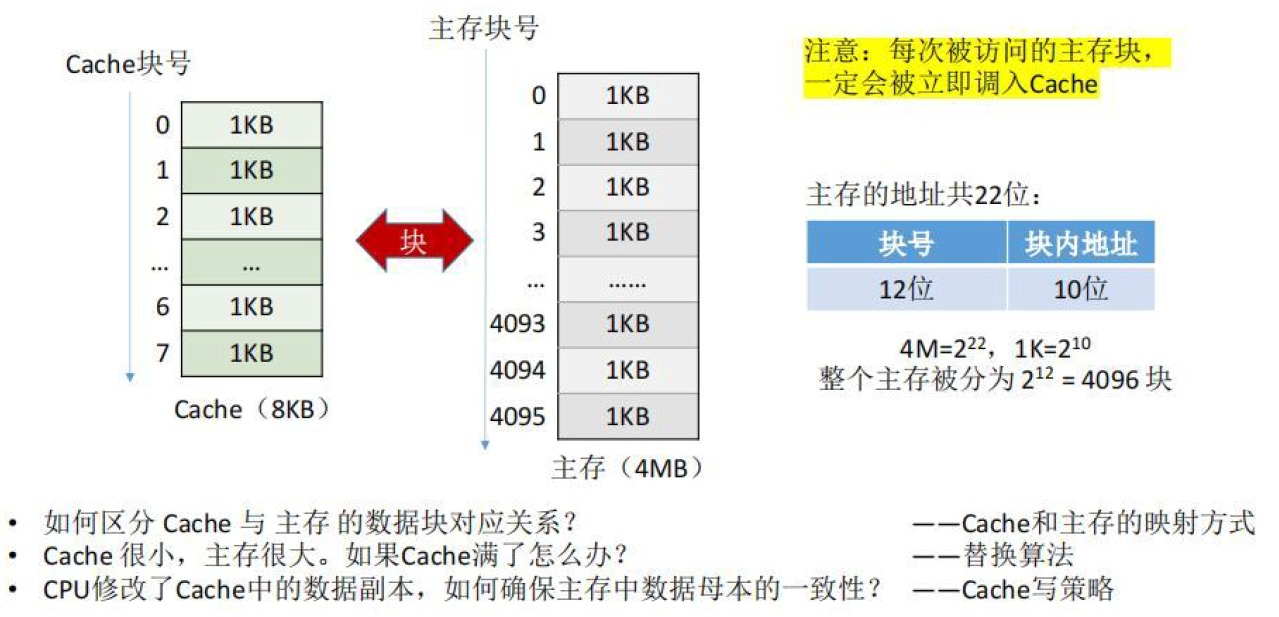 Cache块号
0 1KB
1 1KB
2 1KB
... ...
6 1KB
7 1KB
Cache（8KB）
块
主存块号
0 1KB
1 1KB
2 1KB
3 1KB
... ……
4093 1KB
4094 1KB
4095 1KB
主存（4MB）
注意：每次被访问的主存块，
一定会被立即调入Cache
主存的地址共22位：
块号 块内地址
12位 10位
4M=2²²，1K=2¹⁰
整个主存被分为 2¹² = 4096 块
• 如何区分 Cache 与 主存 的数据块对应关系？ ——Cache和主存的映射方式
• Cache 很小，主存很大。如果Cache满了怎么办？ ——替换算法
• CPU修改了Cache中的数据副本，如何确保主存中数据母本的一致性？ ——Cache写策略